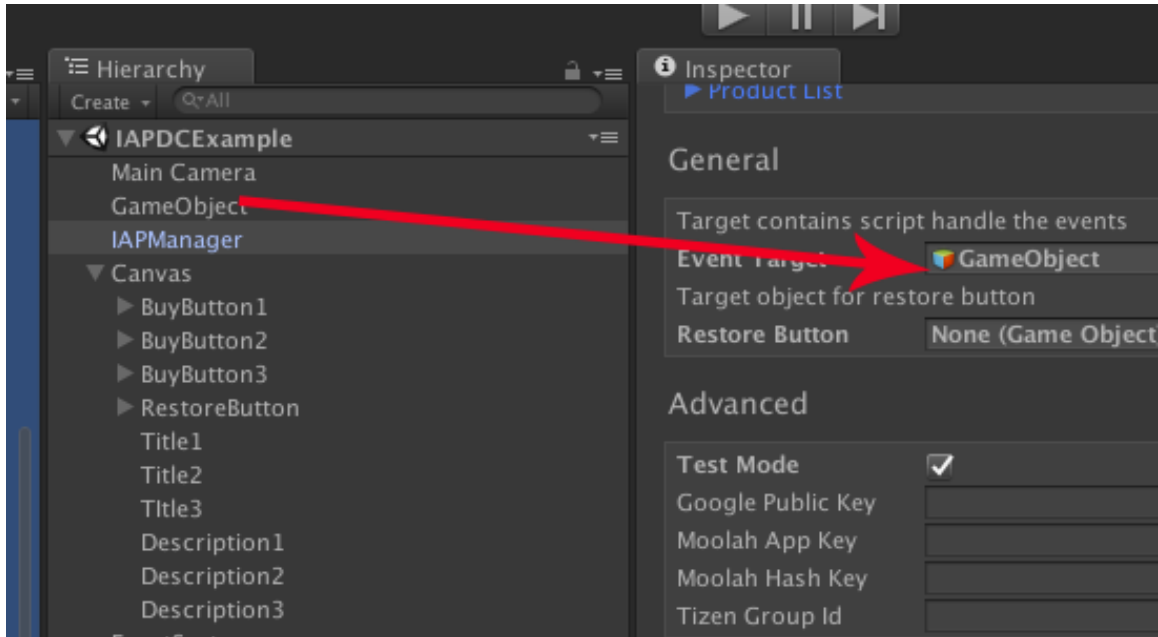 Hierarchy
Create
All
IAPDCExample
Main Camera
GameObject
IAPManager
Canvas
BuyButton1
BuyButton2
BuyButton3
RestoreButton
Title1
Title2
TItle3
Description1
Description2
Description3
Inspector
Product List
General
Target contains script handle the events
Event Target GameObject
Target object for restore button
Restore Button None (Game Object)
Advanced
Test Mode
Google Public Key
Moolah App Key
Moolah Hash Key
Tizen Group Id